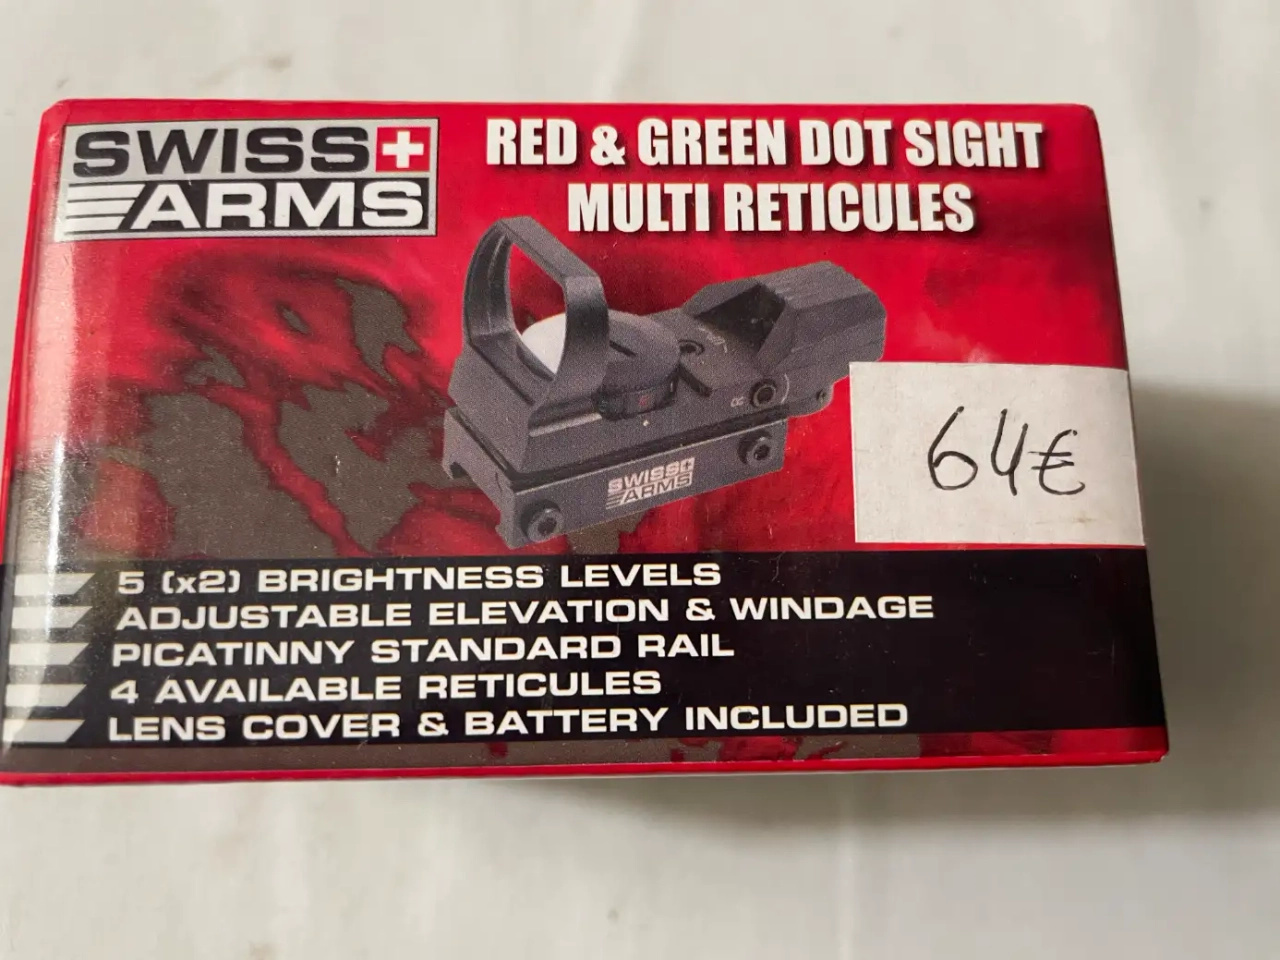 SWISS
ARMS
RED & GREEN DOT SIGHT
MULTI RETICULES
SWISS
ARMS
64€
5 (x2) BRIGHTNESS LEVELS
ADJUSTABLE ELEVATION & WINDAGE
PICATINNY STANDARD RAIL
4 AVAILABLE RETICULES
LENS COVER & BATTERY INCLUDED